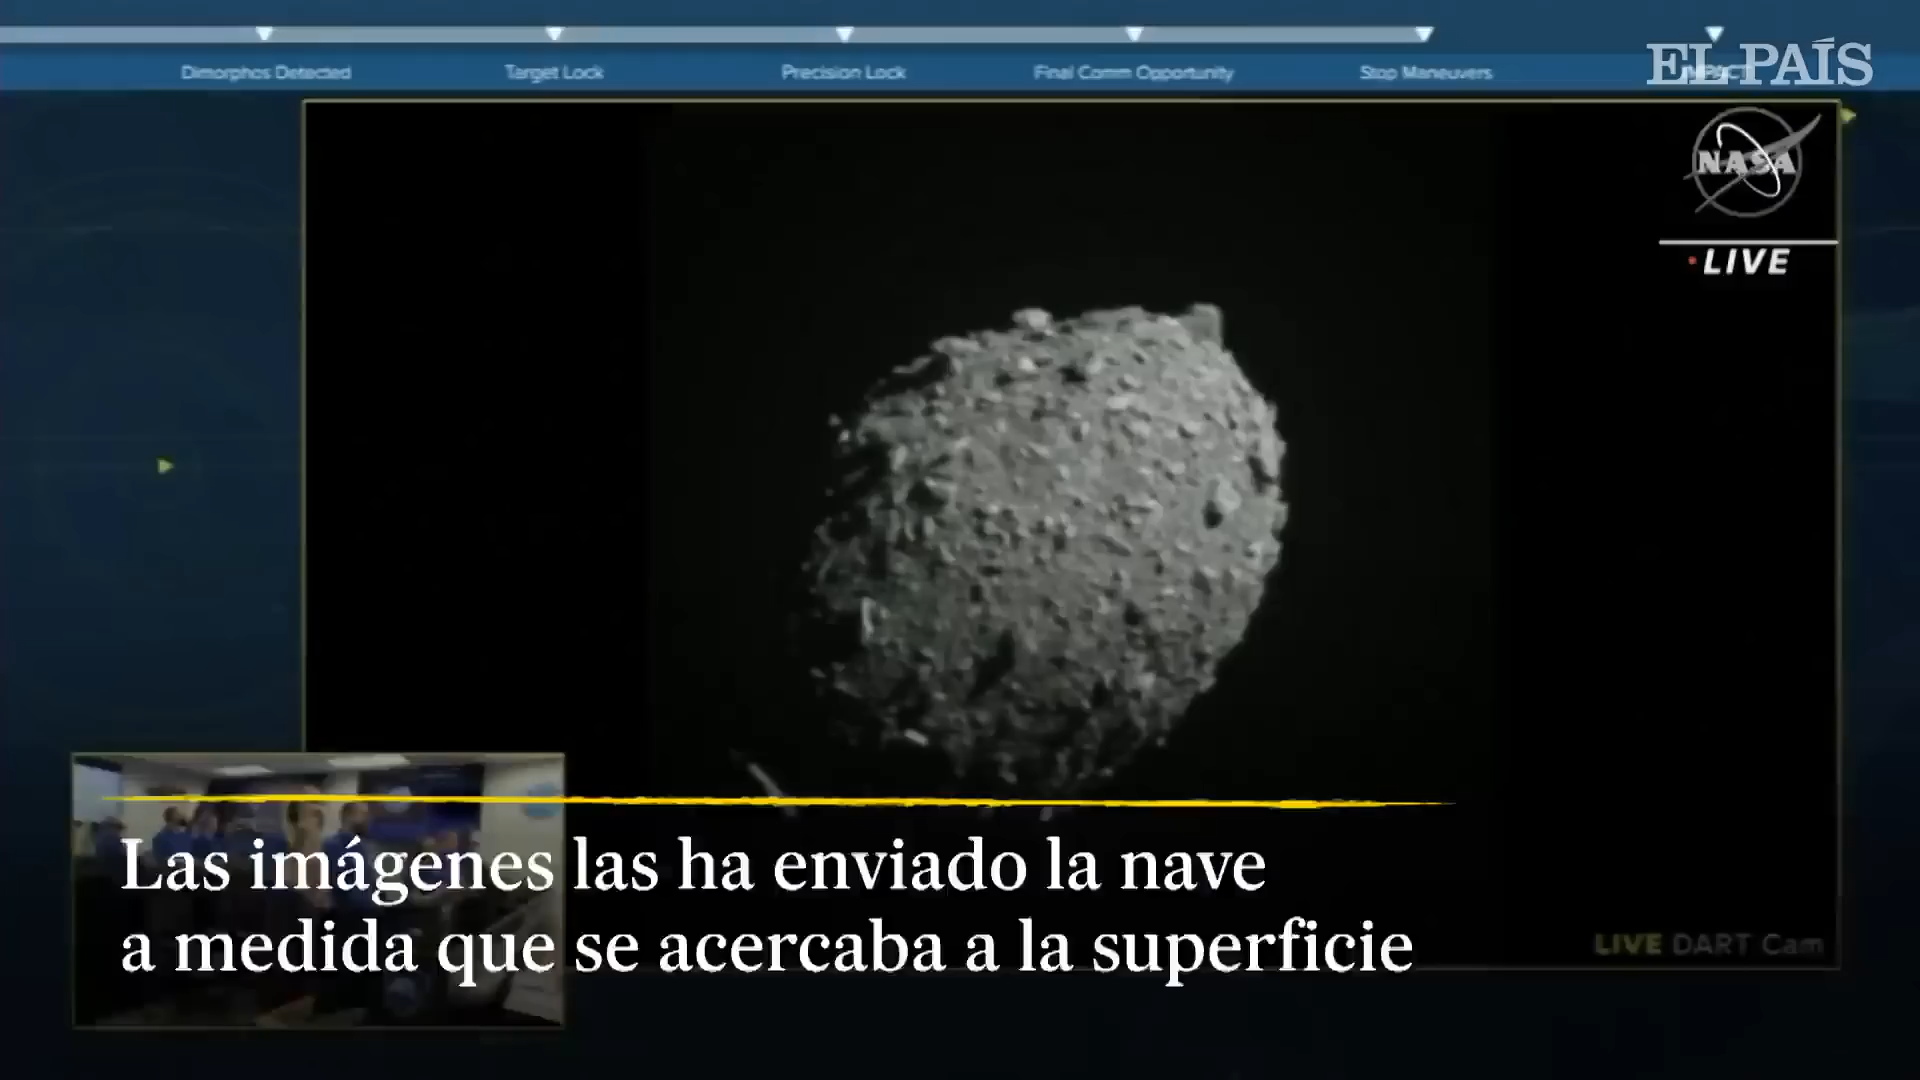 Dimorphos Detected
Target Lock
Precision Lock
Final Comm Opportunity
Stop Maneuvers
IMPACT
EL PAÍS
NASA
LIVE
Las imágenes las ha enviado la nave
a medida que se acercaba a la superficie
LIVE DART Cam